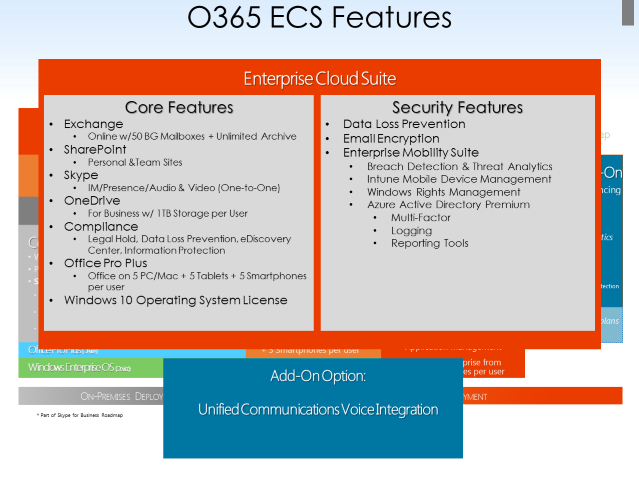 O365 ECS Features
Enterprise Cloud Suite
Core Features
• Exchange
• Online w/50 BG Mailboxes + Unlimited Archive
• SharePoint
• Personal &Team Sites
• Skype
• IM/Presence/Audio & Video (One-to-One)
• OneDrive
• For Business w/ 1TB Storage per User
• Compliance
• Legal Hold, Data Loss Prevention, eDiscovery
Center, Information Protection
• Office Pro Plus
• Office on 5 PC/Mac + 5 Tablets + 5 Smartphones
per user
• Windows 10 Operating System License
Security Features
• Data Loss Prevention
• Email Encryption
• Enterprise Mobility Suite
• Breach Detection & Threat Analytics
• Intune Mobile Device Management
• Windows Rights Management
• Azure Active Directory Premium
• Multi-Factor
• Logging
• Reporting Tools
-On
ncing
tics
tection
plans
+ 5 Smartphones per user
Windows Enterprise OS
prise from
es per user
ON-PREMISES DEPLOY
YMENT
* Part of Skype for Business Roadmap
Add-On Option:
Unified Communications Voice Integration